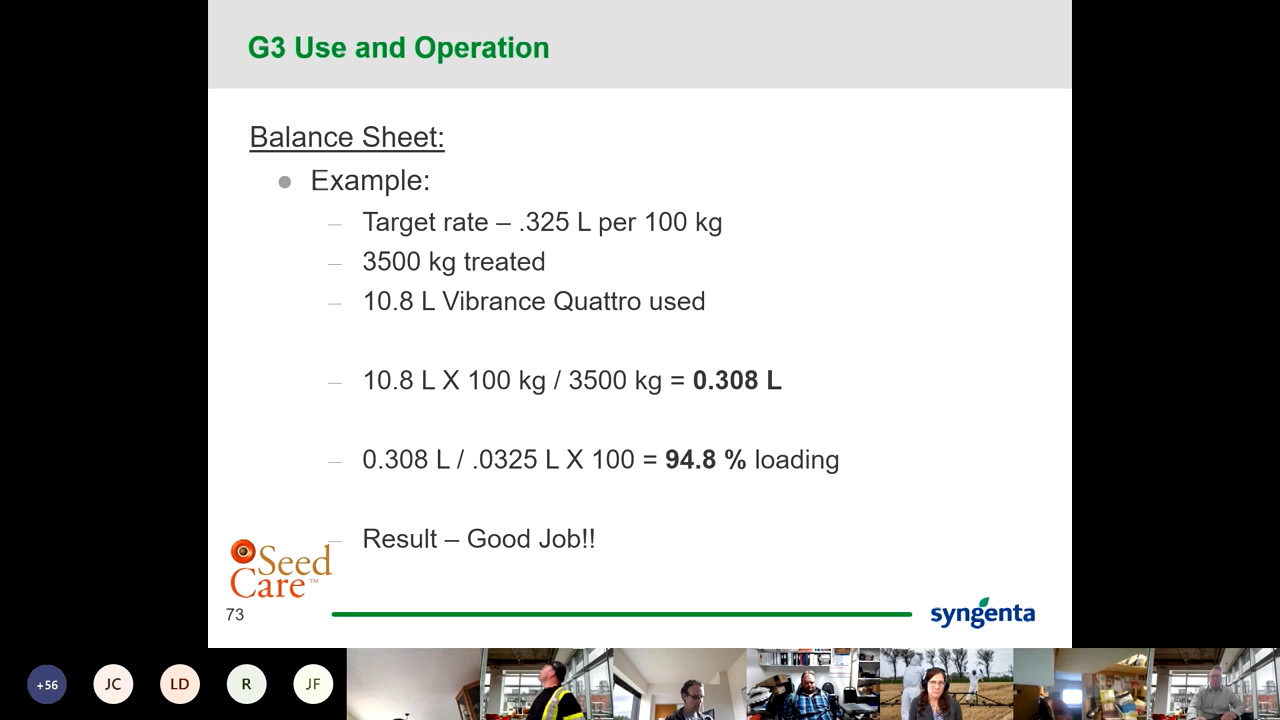 G3 Use and Operation
Balance Sheet:
Example:
– Target rate – .325 L per 100 kg
– 3500 kg treated
– 10.8 L Vibrance Quattro used
– 10.8 L X 100 kg / 3500 kg = 0.308 L
– 0.308 L / .0325 L X 100 = 94.8 % loading
– Result – Good Job!!
Seed
Care™
73
syngenta
+56
JC
LD
R
JF